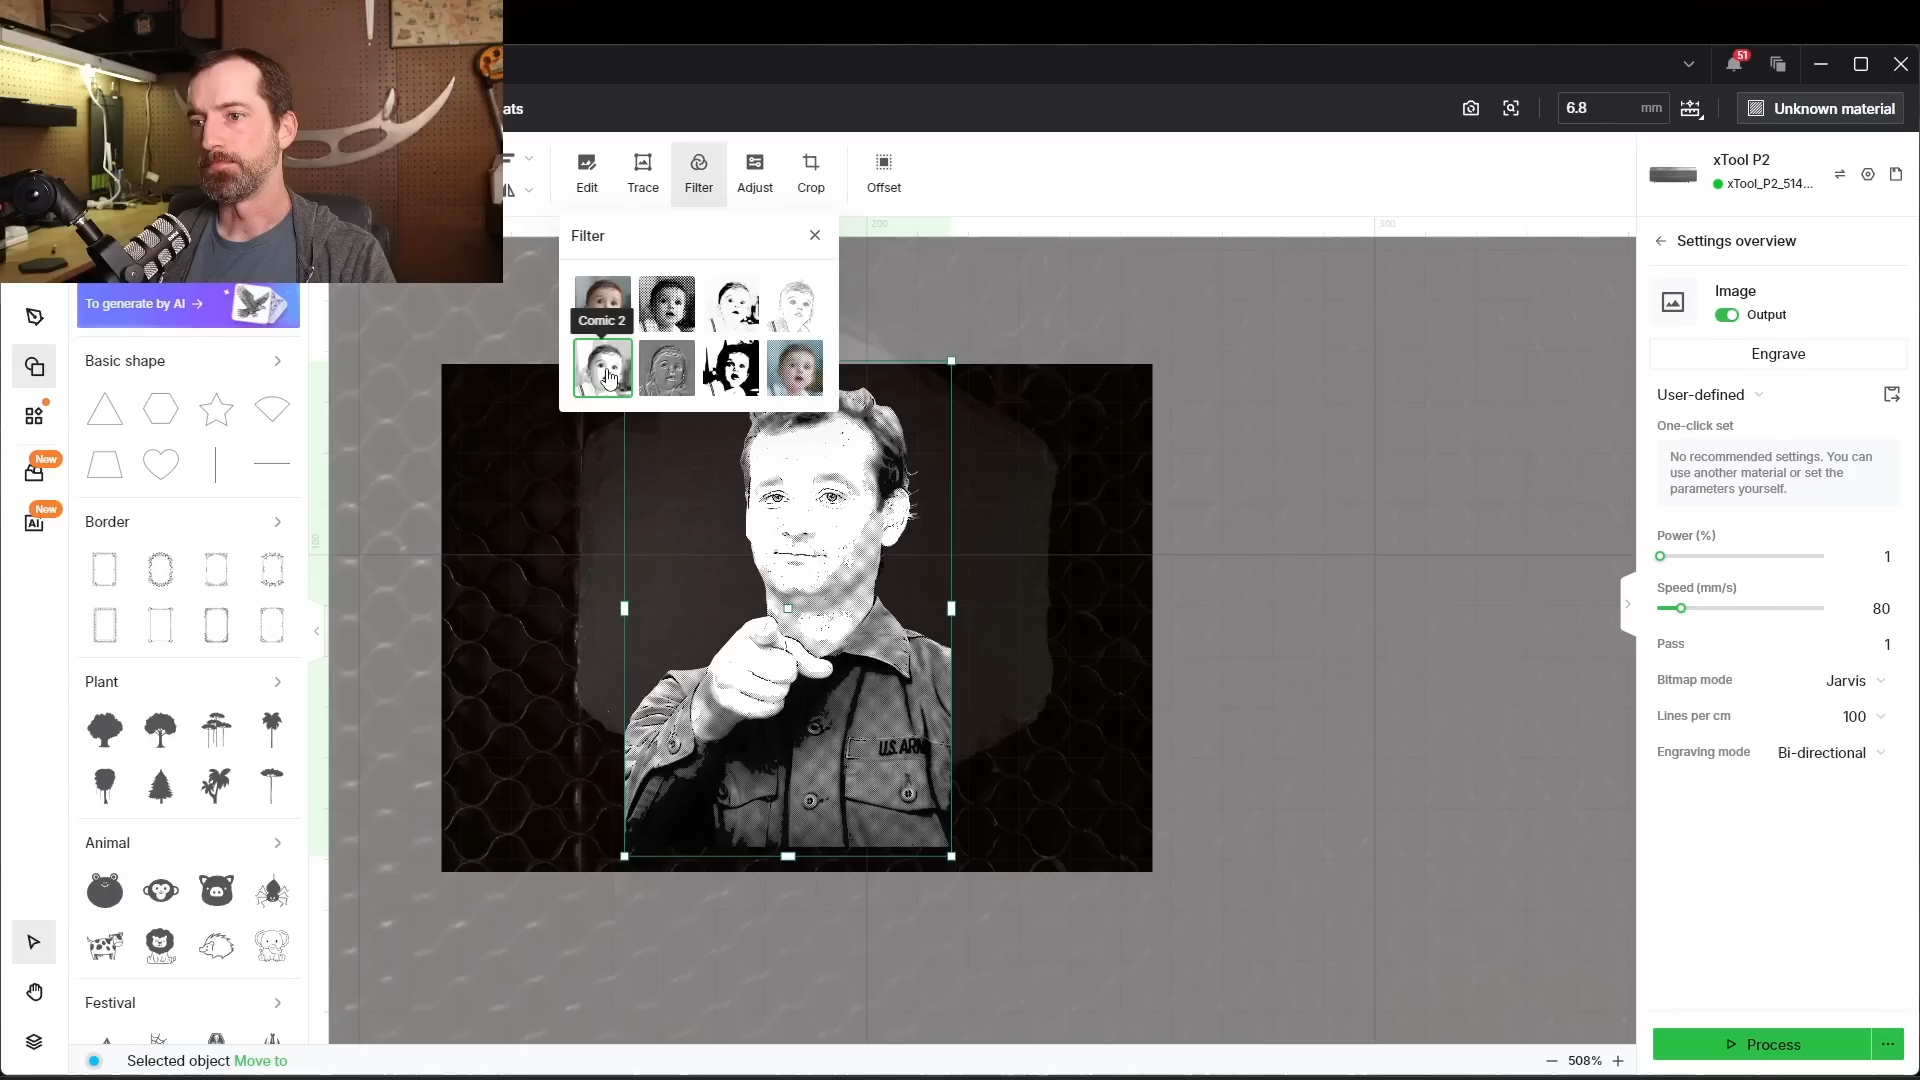 51
ats
6.8 mm
Unknown material
Edit
Trace
Filter
Adjust
Crop
Offset
xTool P2
xTool_P2_514...
200
300
Filter
Comic 2
To generate by AI →
Basic shape
Border
Plant
Animal
Festival
New
New
AI
100
U.S. ARM
Settings overview
Image
Output
Engrave
User-defined
One-click set
No recommended settings. You can
use another material or set the
parameters yourself.
Power (%)
1
Speed (mm/s)
80
Pass 1
Bitmap mode Jarvis
Lines per cm 100
Engraving mode Bi-directional
Process
Selected object Move to
508%